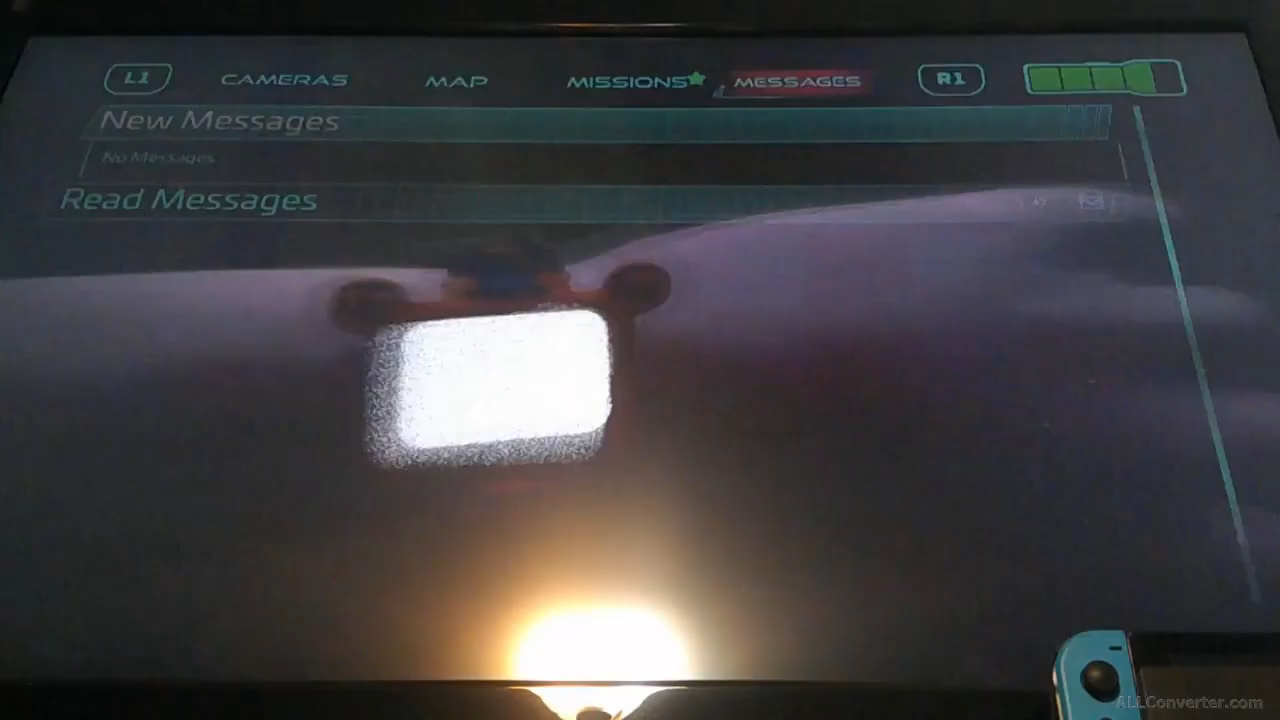 L1 CAMERAS MAP MISSIONS MESSAGES R1
New Messages
No Messages
Read Messages
ALLConverter.com